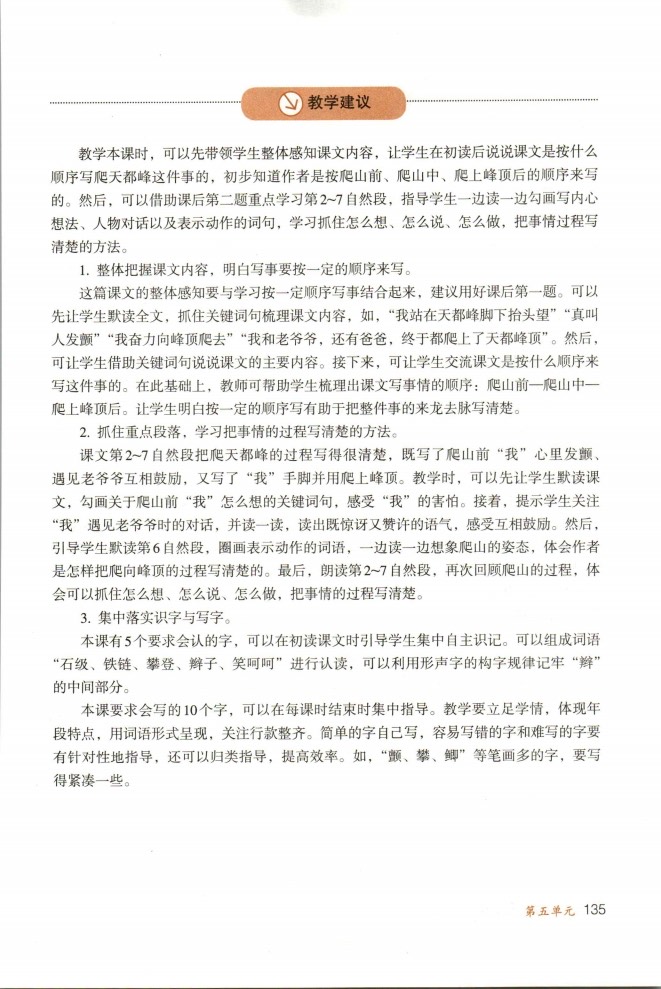 教学建议
教学本课时，可以先带领学生整体感知课文内容，让学生在初读后说说课文是按什么
顺序写爬天都峰这件事的，初步知道作者是按爬山前、爬山中、爬上峰顶后的顺序来写
的。然后，可以借助课后第二题重点学习第2~7自然段，指导学生一边读一边勾画写内心
想法、人物对话以及表示动作的词句，学习抓住怎么想、怎么说、怎么做，把事情过程写
清楚的方法。
1. 整体把握课文内容，明白写事要按一定的顺序来写。
这篇课文的整体感知要与学习按一定顺序写事结合起来，建议用好课后第一题。可以
先让学生默读全文，抓住关键词句梳理课文内容，如，“我站在天都峰脚下抬头望”“真叫
人发颤”“我奋力向峰顶爬去”“我和老爷爷，还有爸爸，终于都爬上了天都峰顶”。然后，
可让学生借助关键词句说说课文的主要内容。接下来，可让学生交流课文是按什么顺序来
写这件事的。在此基础上，教师可帮助学生梳理出课文写事情的顺序：爬山前—爬山中—
爬上峰顶后。让学生明白按一定的顺序写有助于把整件事的来龙去脉写清楚。
2. 抓住重点段落，学习把事情的过程写清楚的方法。
课文第2~7自然段把爬天都峰的过程写得很清楚，既写了爬山前“我”心里发颤、
遇见老爷爷互相鼓励，又写了“我”手脚并用爬上峰顶。教学时，可以先让学生默读课
文，勾画关于爬山前“我”怎么想的关键词句，感受“我”的害怕。接着，提示学生关注
“我”遇见老爷爷时的对话，并读一读，读出既惊讶又赞许的语气，感受互相鼓励。然后，
引导学生默读第6自然段，圈画表示动作的词语，一边读一边想象爬山的姿态，体会作者
是怎样把爬向峰顶的过程写清楚的。最后，朗读第2~7自然段，再次回顾爬山的过程，体
会可以抓住怎么想、怎么说、怎么做，把事情的过程写清楚。
3. 集中落实识字与写字。
本课有5个要求会认的字，可以在初读课文时引导学生集中自主识记。可以组成词语
“石级、铁链、攀登、辫子、笑呵呵”进行认读，可以利用形声字的构字规律记牢“辫”
的中间部分。
本课要求会写的10个字，可以在每课时结束时集中指导。教学要立足学情，体现年
段特点，用词语形式呈现，关注行款整齐。简单的字自己写，容易写错的字和难写的字要
有针对性地指导，还可以归类指导，提高效率。如，“颤、攀、鲫”等笔画多的字，要写
得紧凑一些。
第五单元 135